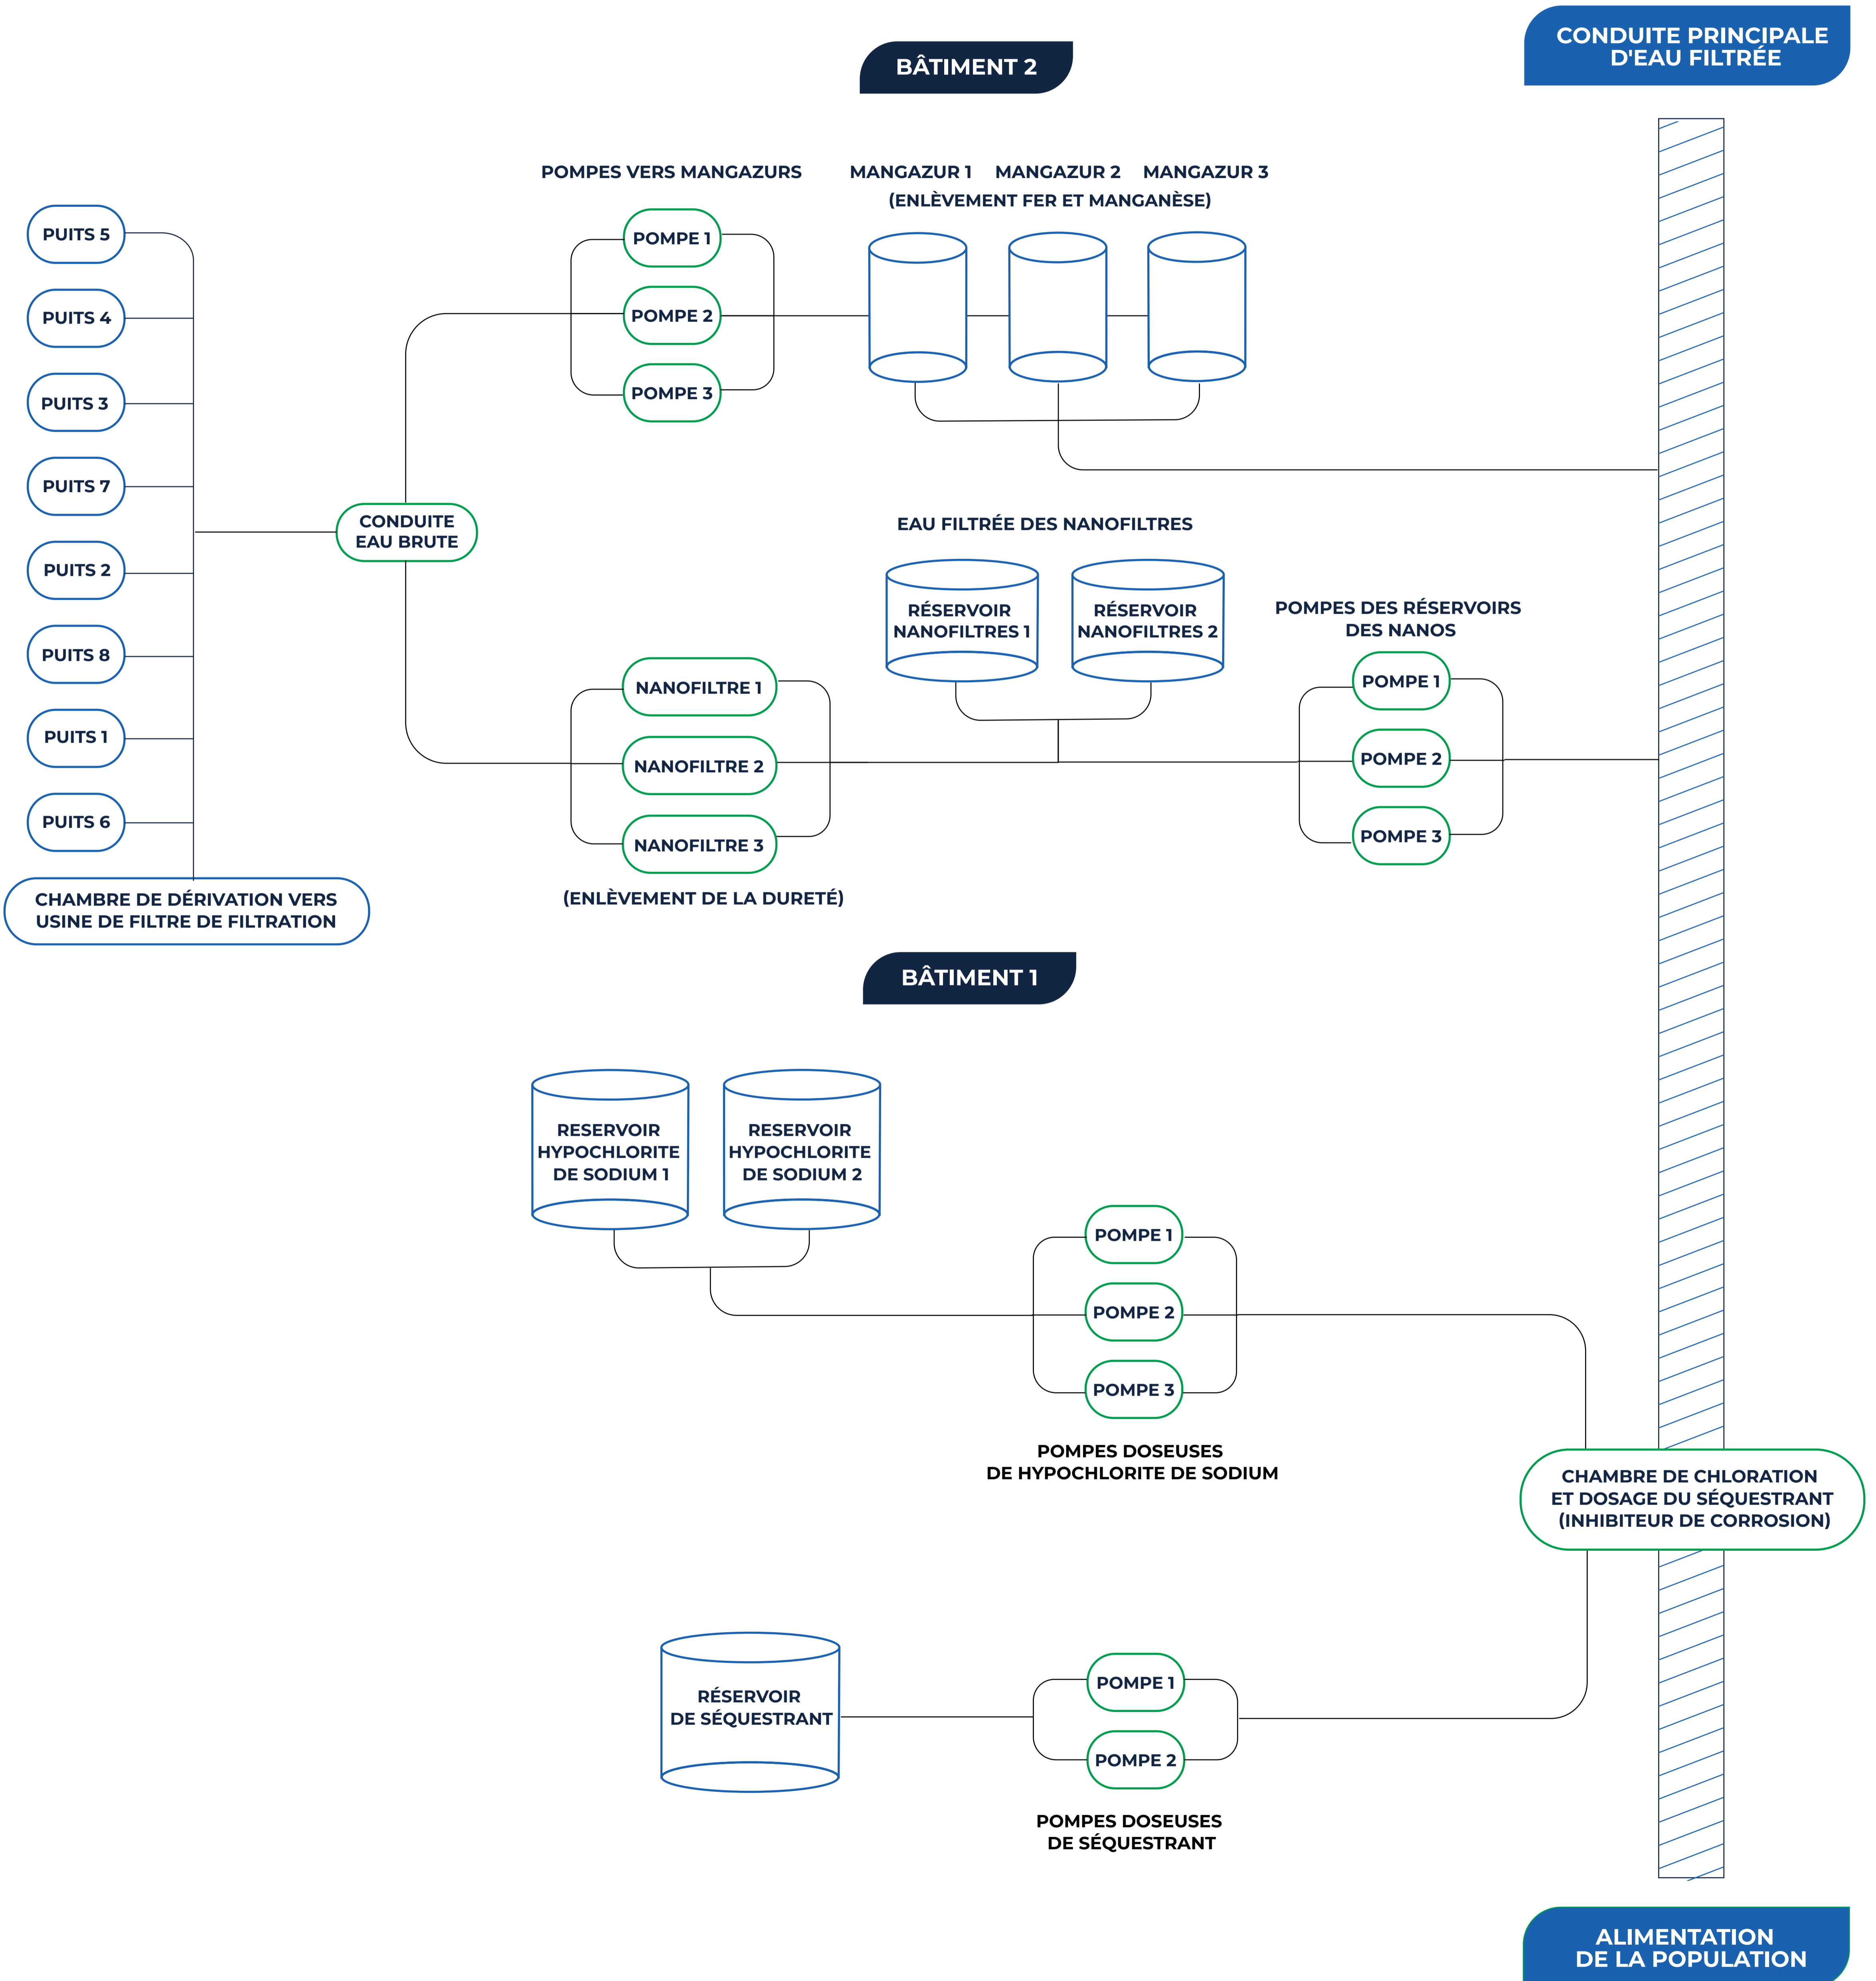 CONDUITE PRINCIPALE
D'EAU FILTRÉE
BÂTIMENT 2
POMPES VERS MANGAZURS
MANGAZUR 1
MANGAZUR 2
MANGAZUR 3
(ENLÈVEMENT FER ET MANGANÈSE)
PUITS 5
PUITS 4
PUITS 3
PUITS 7
PUITS 2
PUITS 8
PUITS 1
PUITS 6
CHAMBRE DE DÉRIVATION VERS
USINE DE FILTRE DE FILTRATION
CONDUITE
EAU BRUTE
POMPE 1
POMPE 2
POMPE 3
EAU FILTRÉE DES NANOFILTRES
RÉSERVOIR
NANOFILTRES 1
RÉSERVOIR
NANOFILTRES 2
POMPES DES RÉSERVOIRS
DES NANOS
POMPE 1
POMPE 2
POMPE 3
NANOFILTRE 1
NANOFILTRE 2
NANOFILTRE 3
(ENLÈVEMENT DE LA DURETÉ)
BÂTIMENT 1
RESERVOIR
HYPOCHLORITE
DE SODIUM 1
RESERVOIR
HYPOCHLORITE
DE SODIUM 2
POMPE 1
POMPE 2
POMPE 3
POMPES DOSEUSES
DE HYPOCHLORITE DE SODIUM
CHAMBRE DE CHLORATION
ET DOSAGE DU SÉQUESTRANT
(INHIBITEUR DE CORROSION)
RÉSERVOIR
DE SÉQUESTRANT
POMPE 1
POMPE 2
POMPES DOSEUSES
DE SÉQUESTRANT
ALIMENTATION
DE LA POPULATION